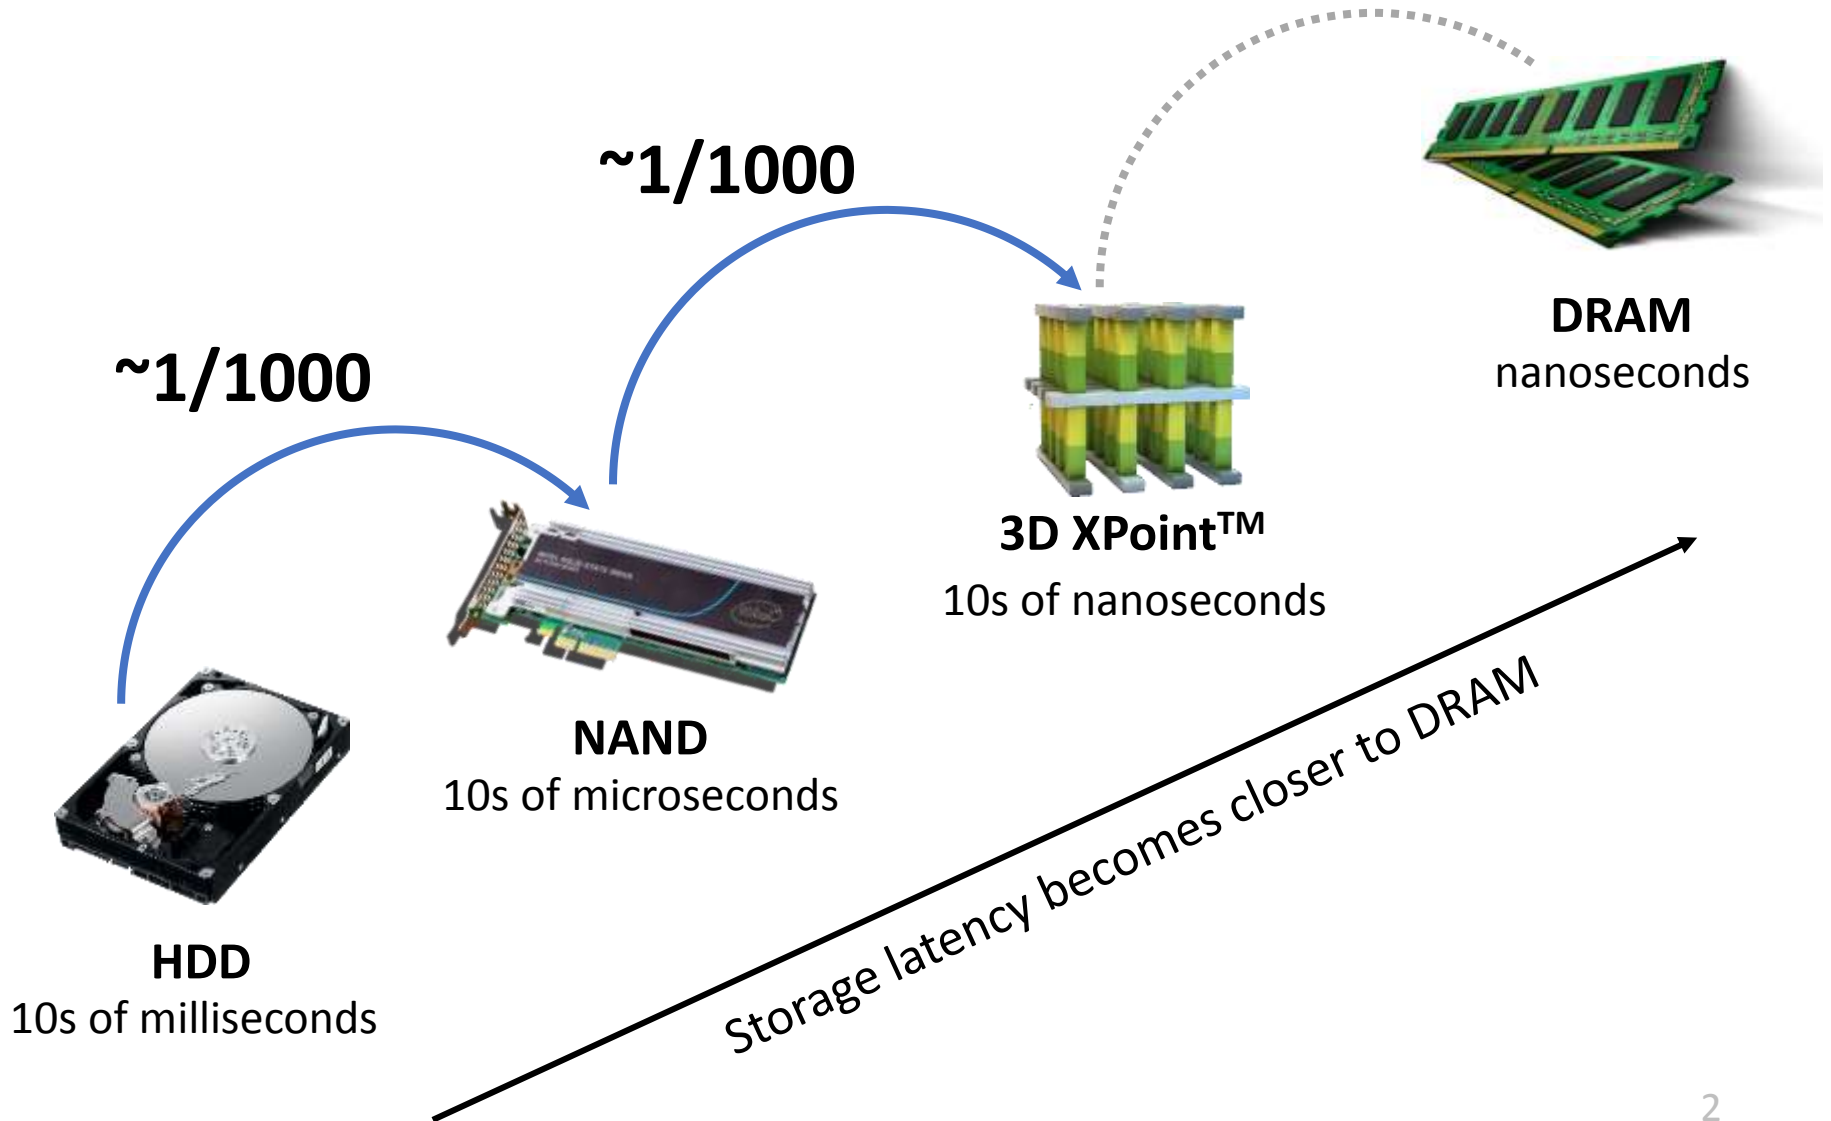 ~1/1000
~1/1000
DRAM
nanoseconds
3D XPoint™
10s of nanoseconds
NAND
10s of microseconds
HDD
10s of milliseconds
Storage latency becomes closer to DRAM
2